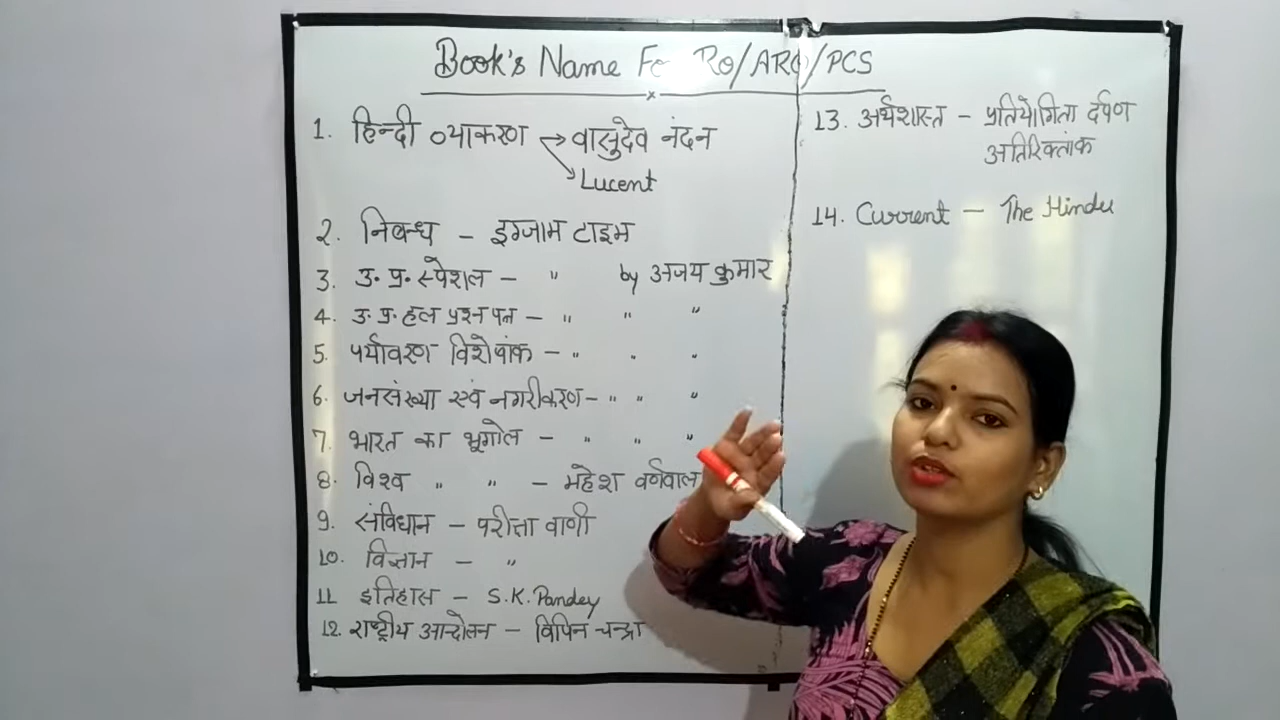 Book's Name Fo RO/ARO/PCS
1. हिन्दी व्याकरण → वासुदेव नंदन
→ Lucent
2. निबन्ध - इग्जाम टाइम
3. उ. प्र. स्पेशल - " by अजय कुमार
4. उ. प्र. हल प्रश्न पत्र - " " "
5. पर्यावरण विशेषांक - " " "
6. जनसंख्या एवं नगरीकरण - " " "
7. भारत का भूगोल - " " "
8. विश्व " " - महेश वर्णवाल
9. संविधान - परीक्षा वाणी
10. विज्ञान - "
11 इतिहास - S.K. Pandey
12. राष्ट्रीय आन्दोलन - विपिन चन्द्रा
13. अर्थशास्त्र - प्रतियोगिता दर्पण
अतिरिक्तांक
14. Current - The Hindu